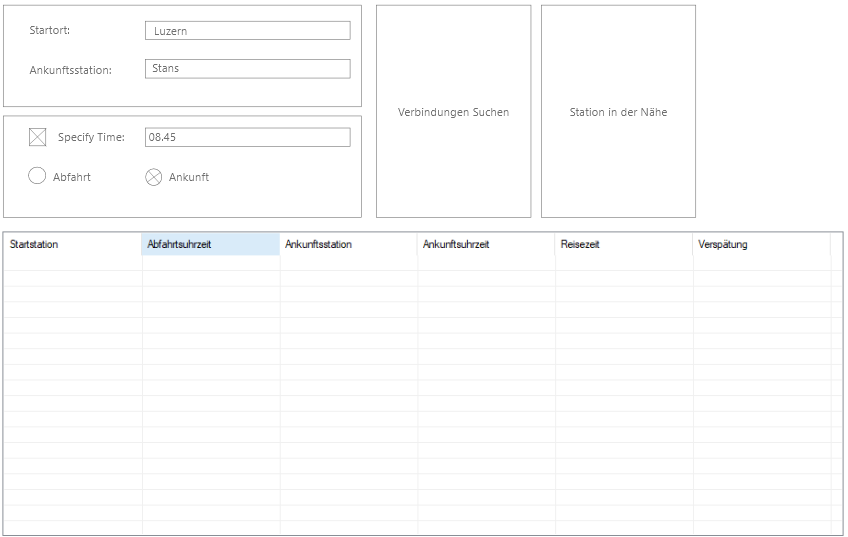 Startort: Luzern
Ankunftsstation: Stans
Specify Time: 08.45
Abfahrt Ankunft
Verbindungen Suchen
Station in der Nähe
Startstation Abfahrtsuhrzeit Ankunftsstation Ankunftsuhrzeit Reisezeit Verspätung